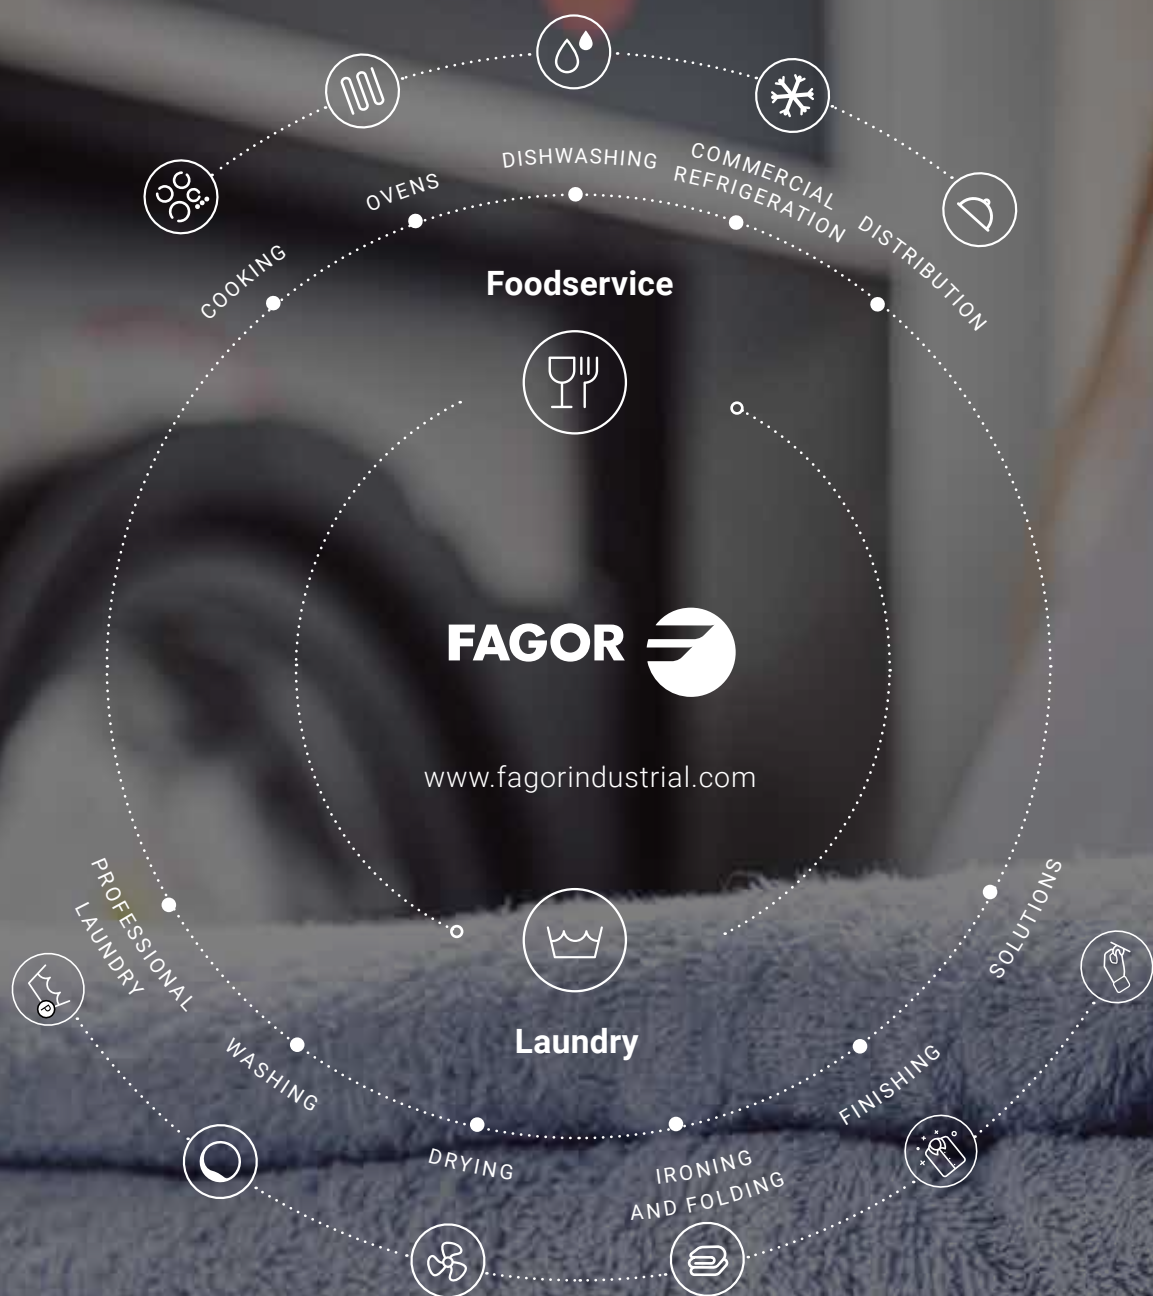 DISHWASHING
COMMERCIAL
REFRIGERATION
OVENS
DISTRIBUTION
COOKING
Foodservice
FAGOR
www.fagorindustrial.com
PROFESSIONAL
LAUNDRY
SOLUTIONS
P
Laundry
WASHING
FINISHING
DRYING
IRONING
AND FOLDING